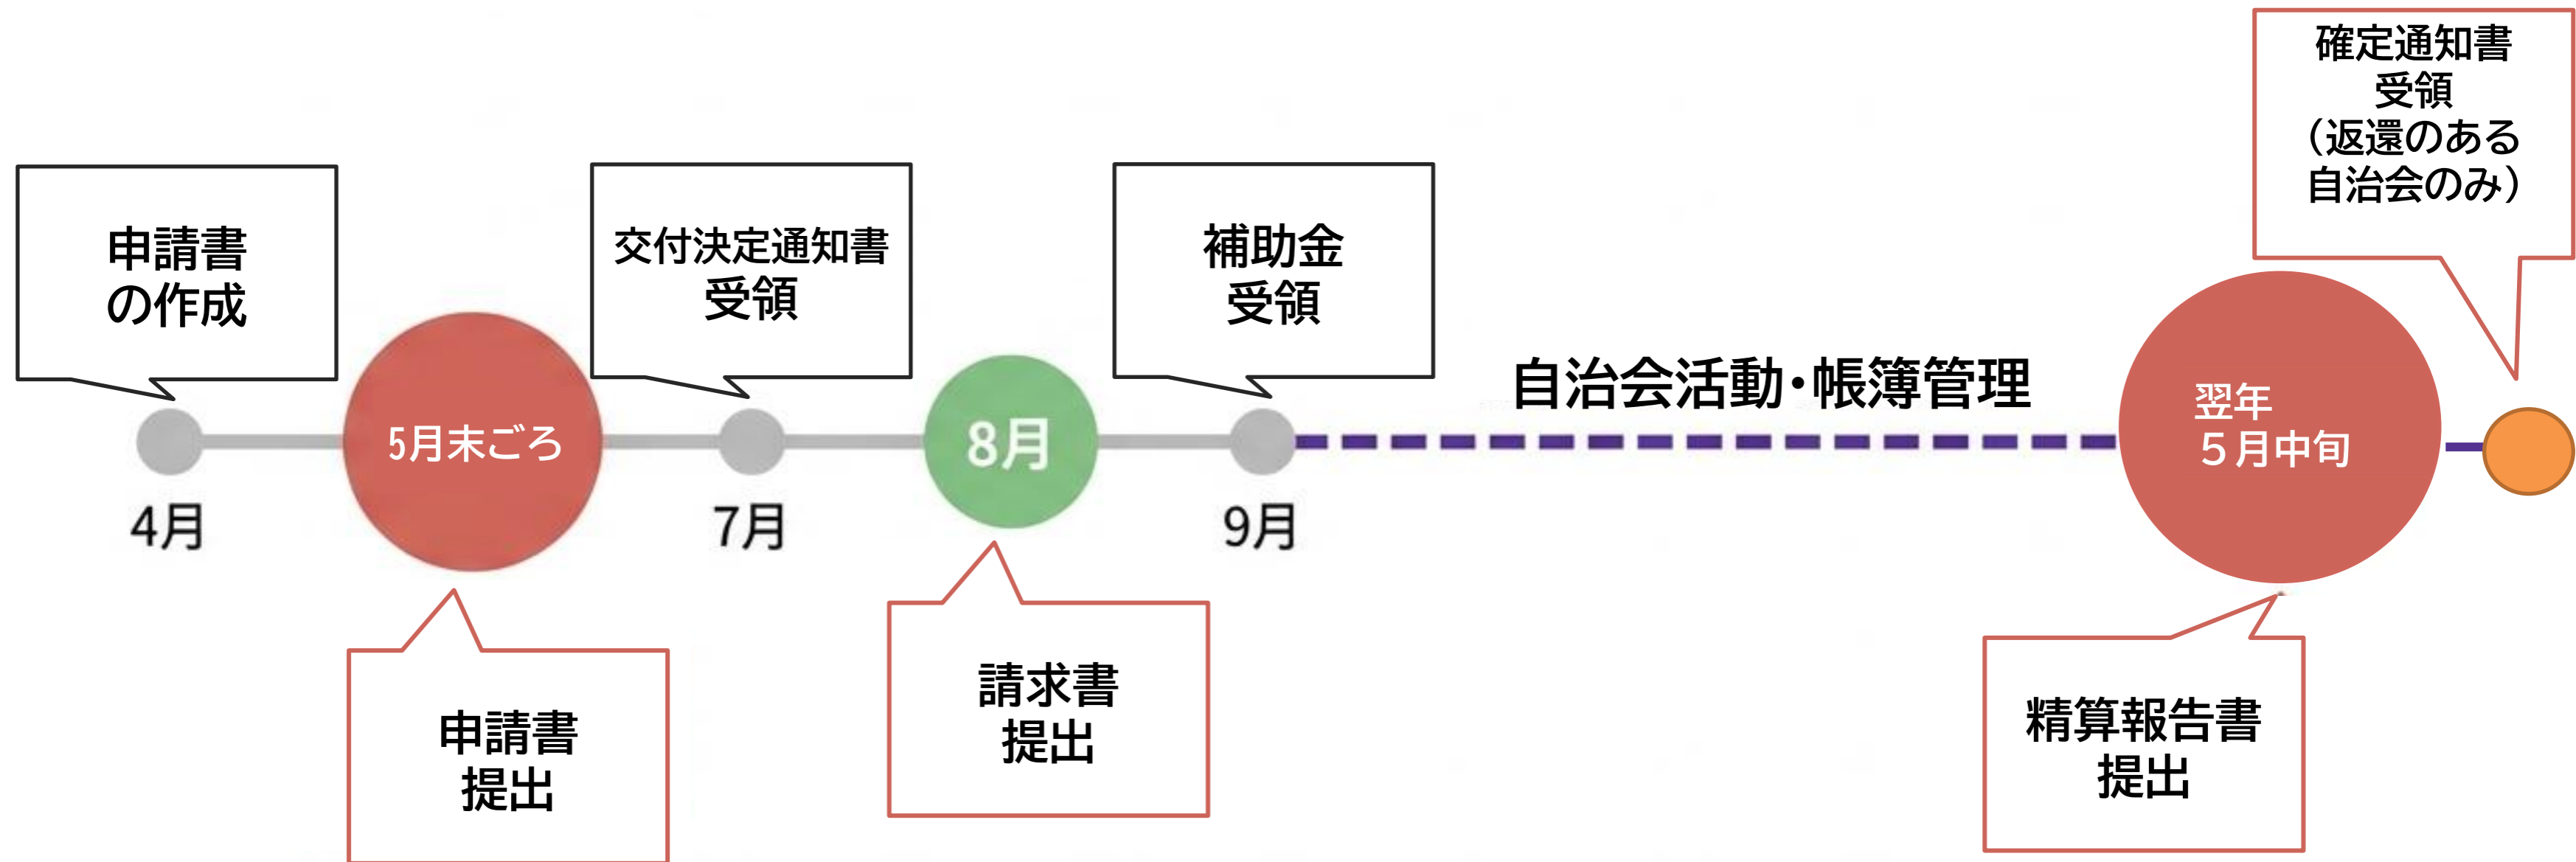 申請書
の作成
4月
5月末ごろ
申請書
提出
交付決定通知書
受領
7月
8月
請求書
提出
補助金
受領
9月
自治会活動・帳簿管理
翌年
５月中旬
精算報告書
提出
確定通知書
受領
（返還のある
自治会のみ）